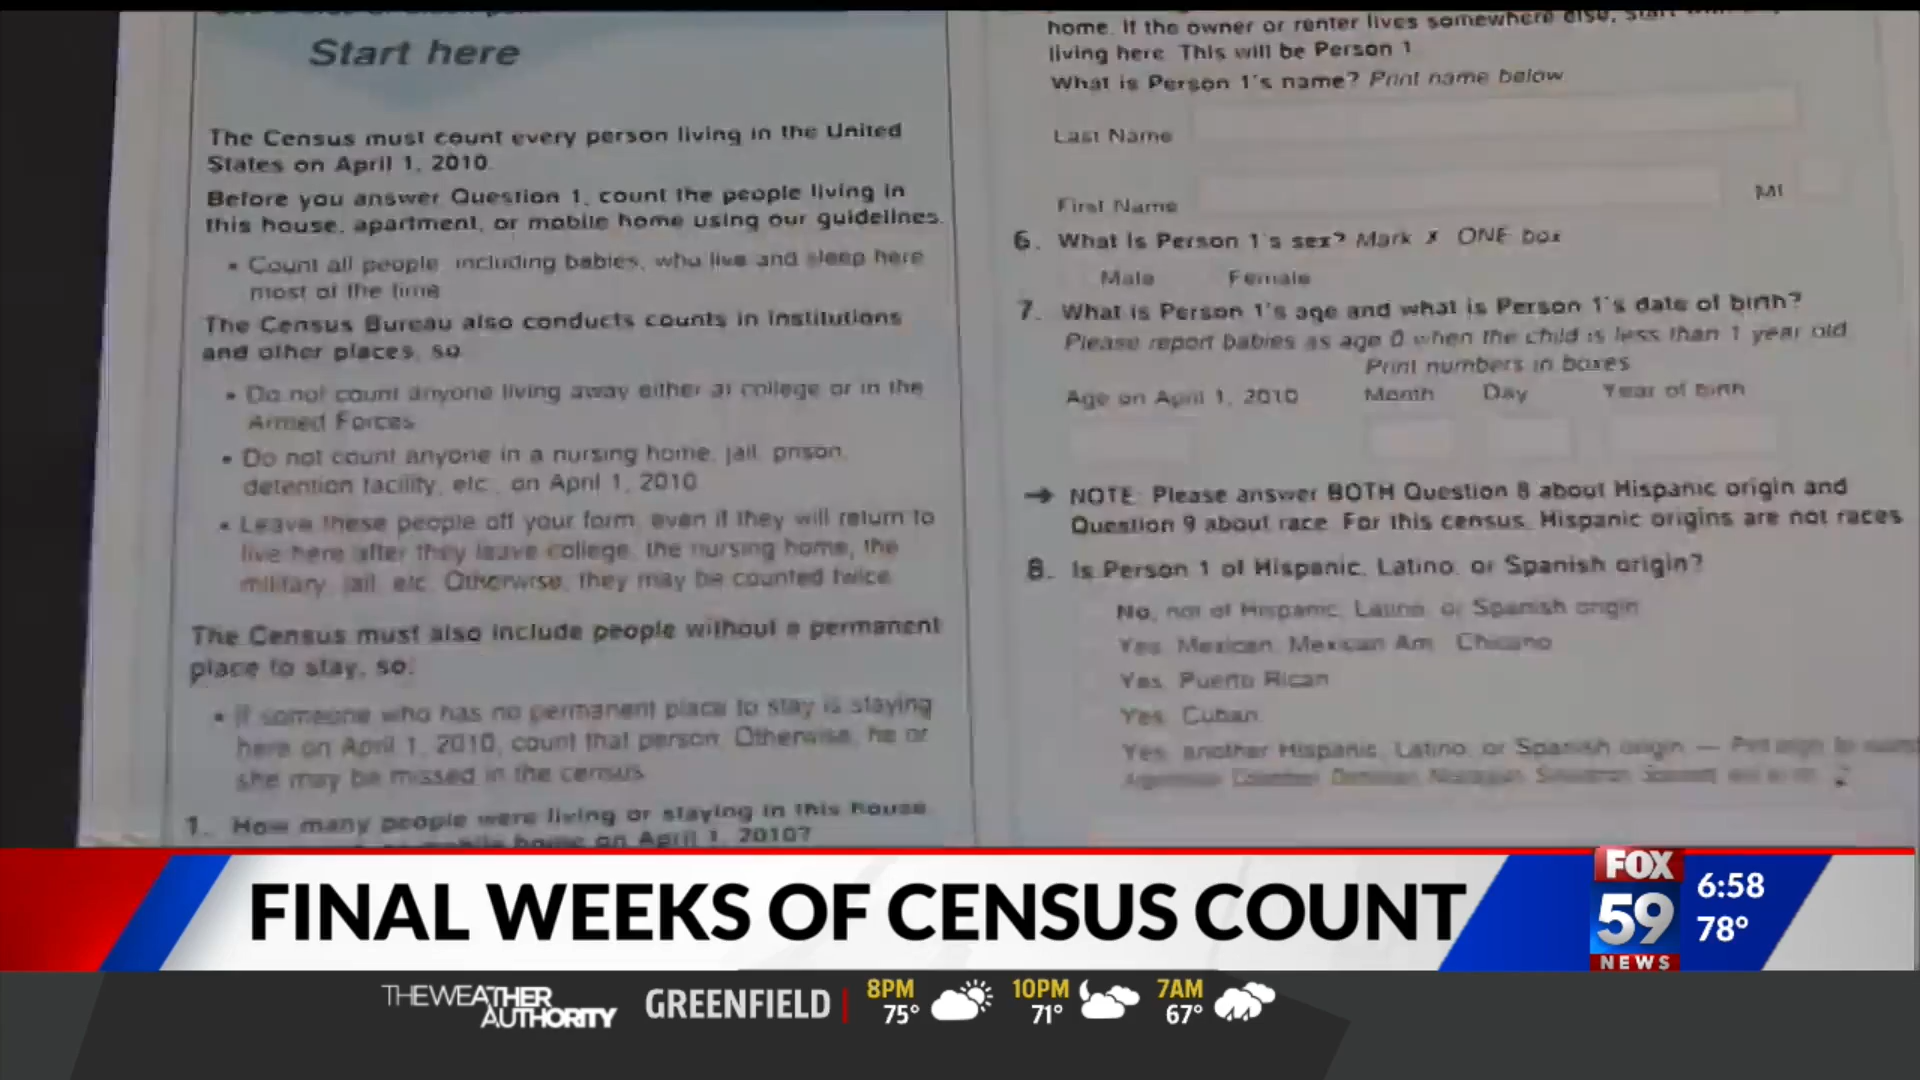 Start here
The Census must count every person living in the United
States on April 1, 2010.
Before you answer Question 1, count the people living in
this house, apartment, or mobile home using our guidelines.
• Count all people, including babies, who live and sleep here
most of the time.
The Census Bureau also conducts counts in institutions
and other places, so:
• Do not count anyone living away either at college or in the
Armed Forces.
• Do not count anyone in a nursing home, jail, prison,
detention facility, etc., on April 1, 2010.
• Leave these people off your form, even if they will return to
live here after they leave college, the nursing home, the
military, jail, etc. Otherwise, they may be counted twice.
The Census must also include people without a permanent
place to stay, so:
• If someone who has no permanent place to stay is staying
here on April 1, 2010, count that person. Otherwise, he or
she may be missed in the census.
1. How many people were living or staying in this house
mobile home on April 1, 2010?
home. If the owner or renter lives somewhere else, start
living here. This will be Person 1.
What is Person 1's name? Print name below.
Last Name
First Name MI
6. What is Person 1's sex? Mark X ONE box.
Male Female
7. What is Person 1's age and what is Person 1's date of birth?
Please report babies as age 0 when the child is less than 1 year old.
Print numbers in boxes.
Age on April 1, 2010 Month Day Year of birth
→ NOTE: Please answer BOTH Question 8 about Hispanic origin and
Question 9 about race. For this census, Hispanic origins are not races.
8. Is Person 1 of Hispanic, Latino, or Spanish origin?
No, not of Hispanic, Latino, or Spanish origin
Yes, Mexican, Mexican Am., Chicano
Yes, Puerto Rican
Yes, Cuban
Yes, another Hispanic, Latino, or Spanish origin —
FINAL WEEKS OF CENSUS COUNT
FOX
59
NEWS
6:58
78°
THE WEATHER
AUTHORITY
GREENFIELD
8PM
75°
10PM
71°
7AM
67°